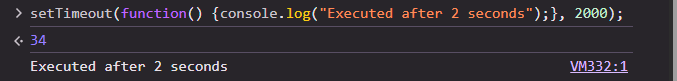 > setTimeout(function() {console.log("Executed after 2 seconds");}, 2000);
34
Executed after 2 seconds VM332:1